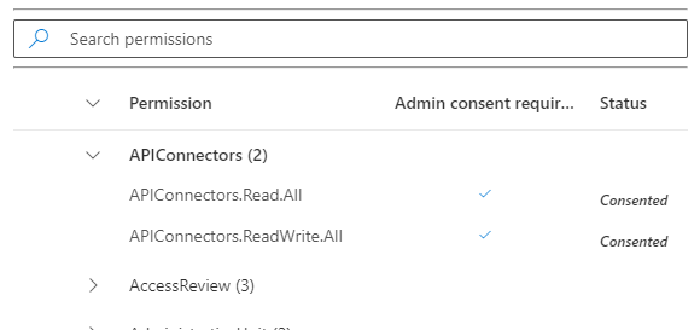 Search permissions
Permission Admin consent requir... Status
APIConnectors (2)
APIConnectors.Read.All Consented
APIConnectors.ReadWrite.All Consented
AccessReview (3)